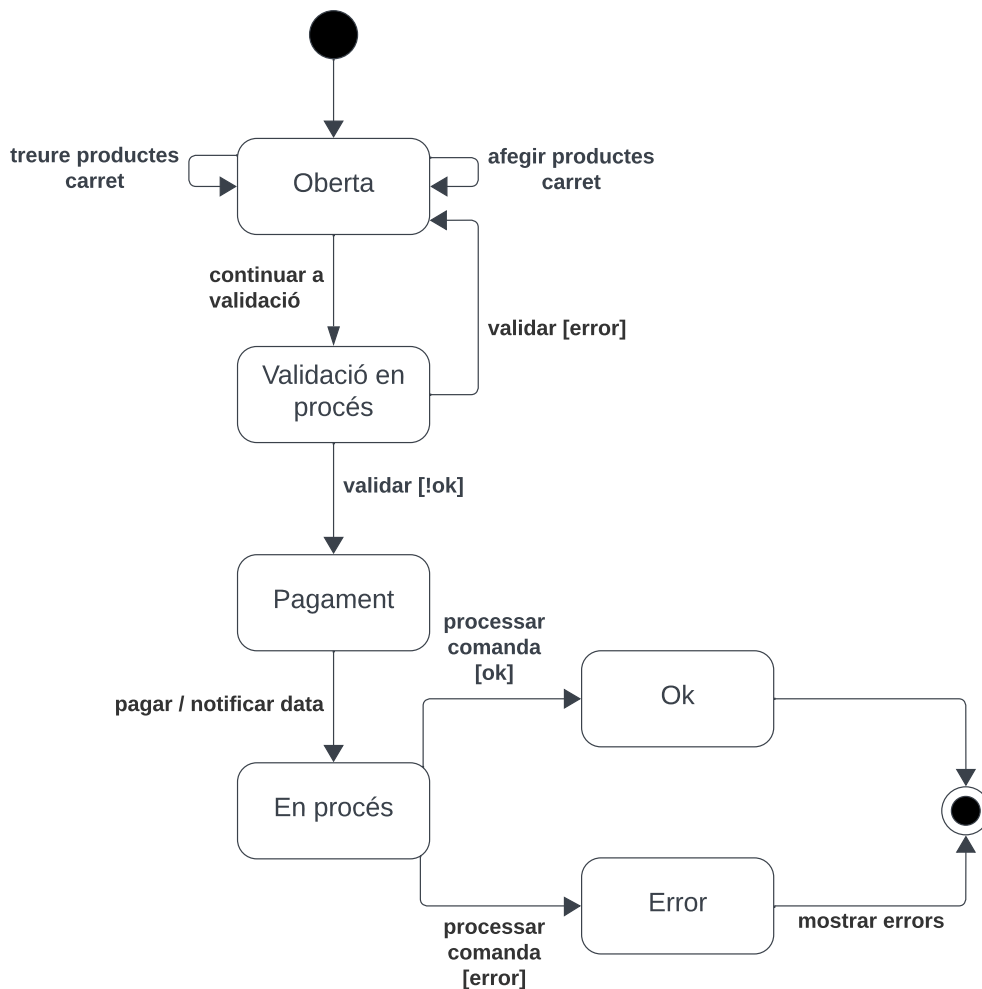 treure productes
carret
Oberta
afegir productes
carret
continuar a
validació
validar [error]
Validació en
procés
validar [!ok]
Pagament
processar
comanda
[ok]
Ok
pagar / notificar data
En procés
Error
mostrar errors
processar
comanda
[error]